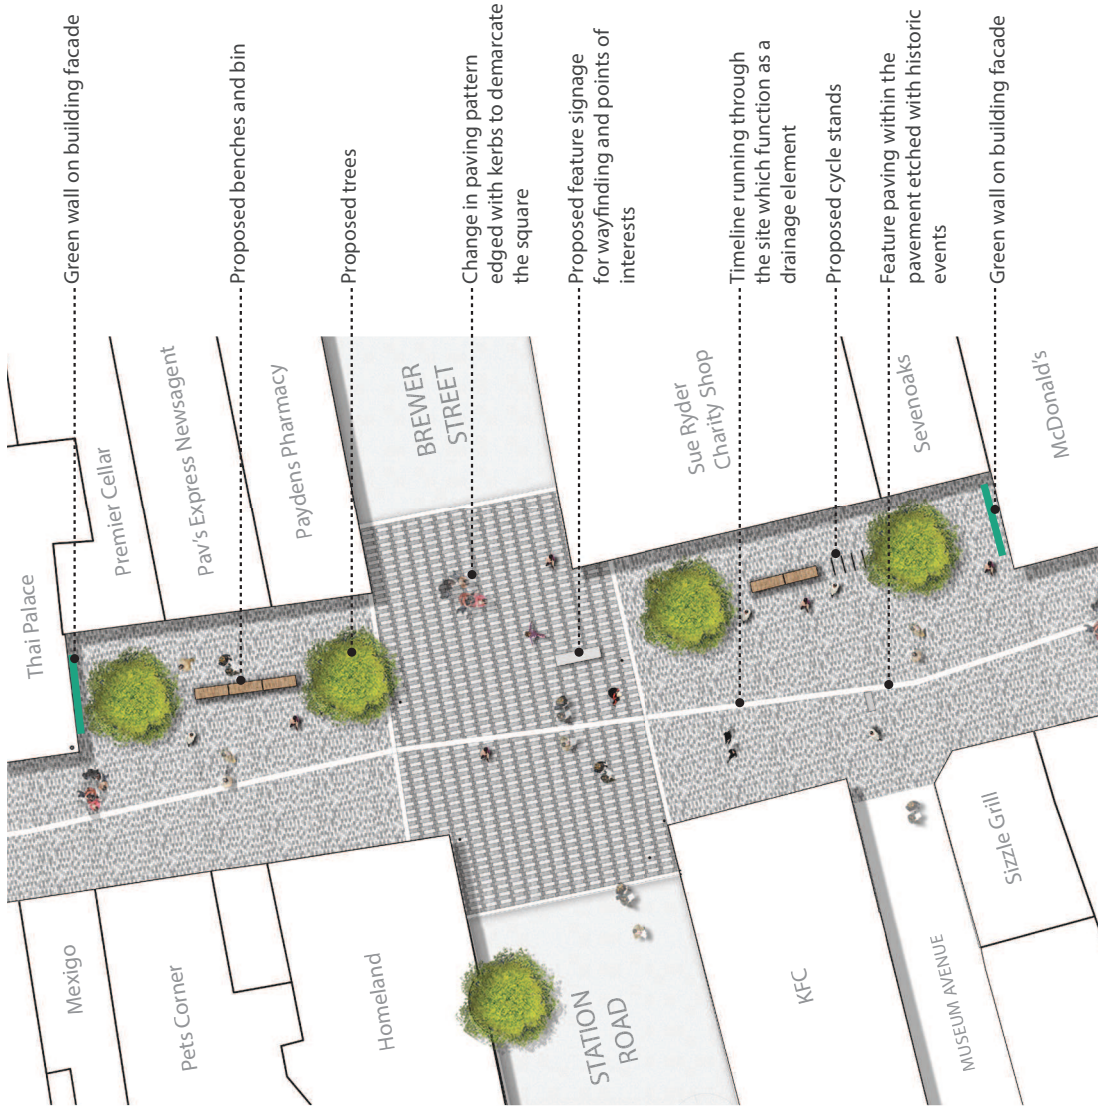 Green wall on building facade
Proposed benches and bin
Proposed trees
Change in paving pattern
edged with kerbs to demarcate
the square
Proposed feature signage
for wayfinding and points of
interests
Timeline running through
the site which function as a
drainage element
Proposed cycle stands
Feature paving within the
pavement etched with historic
events
Green wall on building facade
Thai Palace
Premier Cellar
Pav's Express Newsagent
Paydens Pharmacy
BREWER
STREET
Sue Ryder
Charity Shop
Sevenoaks
McDonald's
Mexigo
Pets Corner
Homeland
STATION
ROAD
KFC
MUSEUM AVENUE
Sizzle Grill